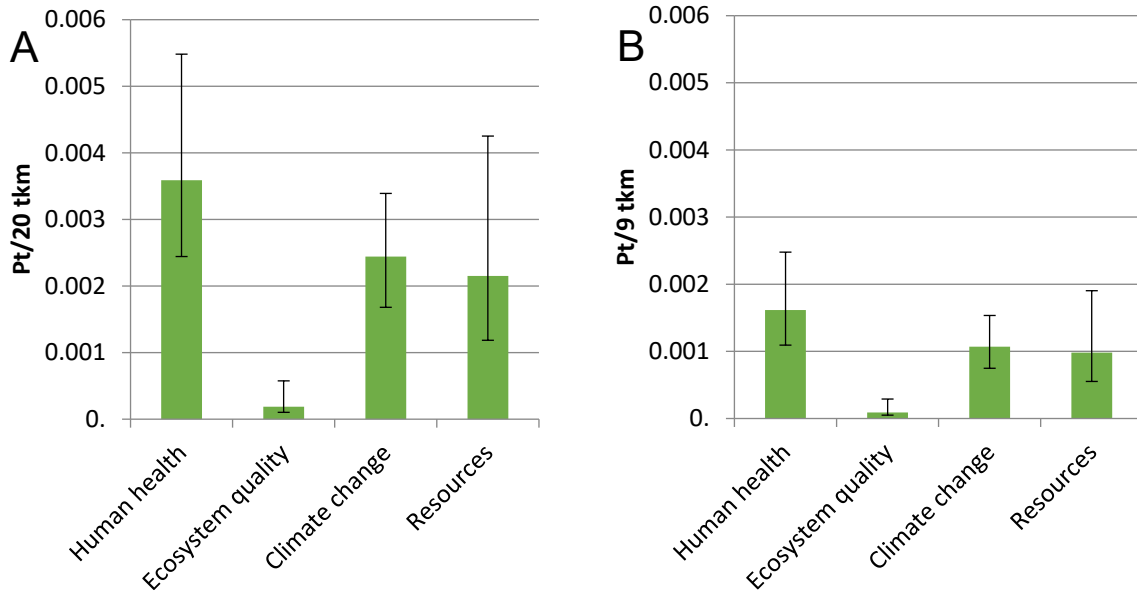 A
Pt/20 tkm
0.006
0.005
0.004
0.003
0.002
0.001
0.
Human health
Ecosystem quality
Climate change
Resources
B
Pt/9 tkm
0.006
0.005
0.004
0.003
0.002
0.001
0.
Human health
Ecosystem quality
Climate change
Resources